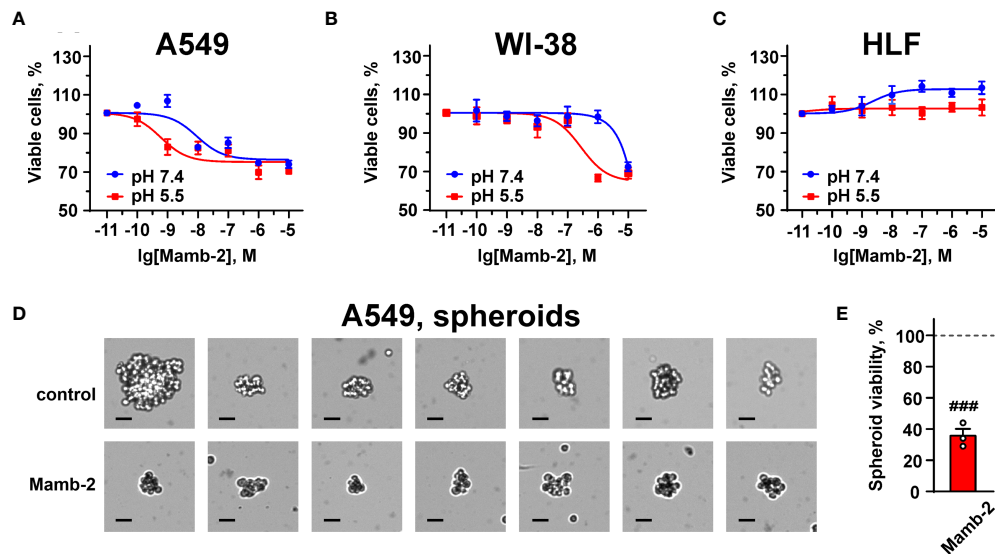 A
A549
Viable cells, %
130
110
90
70
50
pH 7.4
pH 5.5
-11 -10 -9 -8 -7 -6 -5
lg[Mamb-2], M
B
WI-38
Viable cells, %
130
110
90
70
50
pH 7.4
pH 5.5
-11 -10 -9 -8 -7 -6 -5
lg[Mamb-2], M
C
HLF
Viable cells, %
130
110
90
70
50
pH 7.4
pH 5.5
-11 -10 -9 -8 -7 -6 -5
lg[Mamb-2], M
D
A549, spheroids
control
Mamb-2
E
Spheroid viability, %
100
80
60
40
20
0
###
Mamb-2